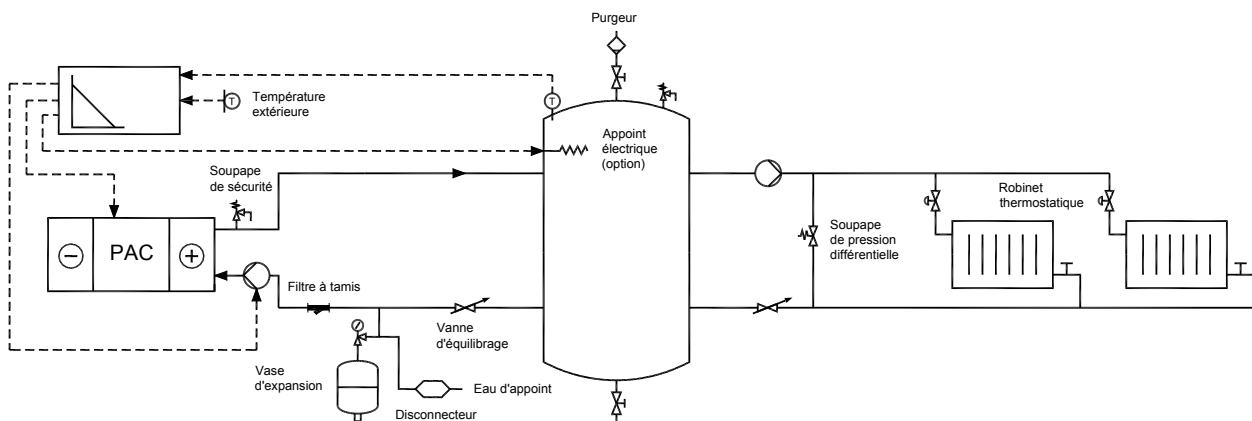 Purgeur
T
Température
extérieure
T
Appoint
électrique
(option)
Soupape
de sécurité
Robinet
thermostatique
PAC
Soupape
de pression
différentielle
Filtre à tamis
Vanne
d'équilibrage
Vase
d'expansion
Eau d'appoint
Disconnecteur